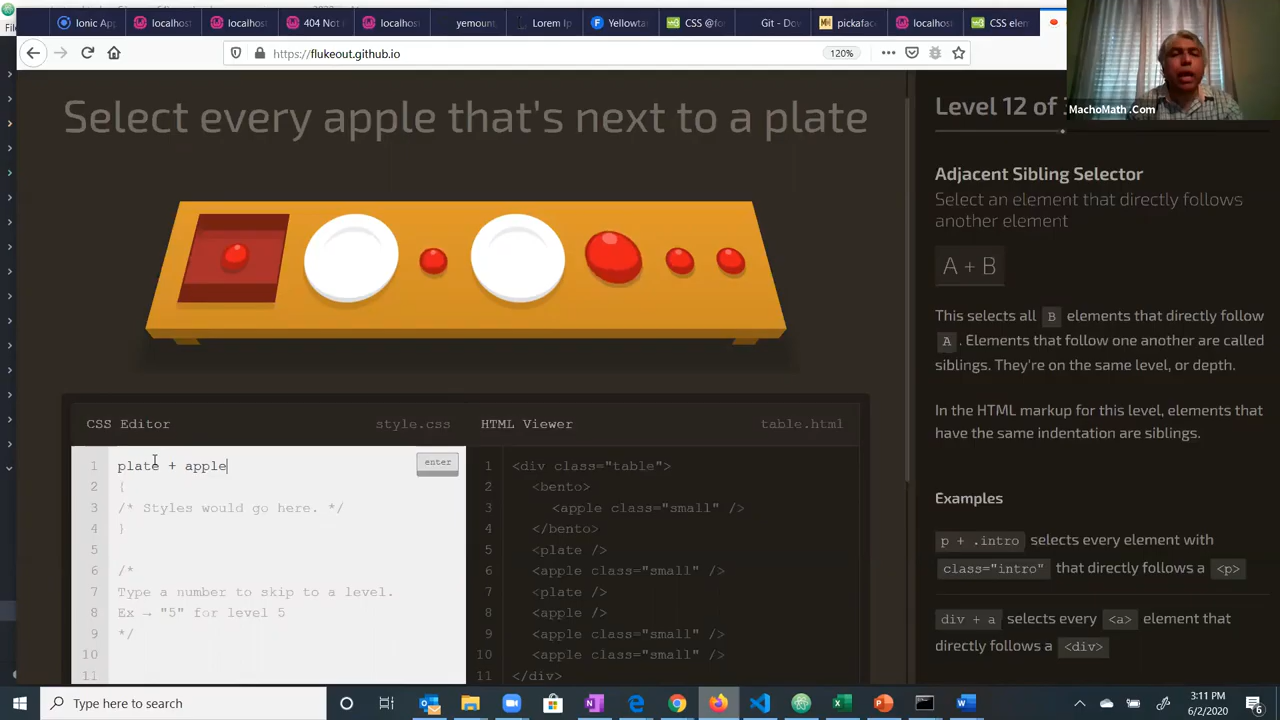 Ionic App
localhost
localhost
404 Not
localhost
yemount.
Lorem Ip
Yellowta
CSS @fo
Git - Dow
pickaface
localhost
CSS elem
https://flukeout.github.io
120%
MachoMath .Com
Select every apple that's next to a plate
Level 12 of
Adjacent Sibling Selector
Select an element that directly follows
another element
A + B
This selects all B elements that directly follow
A . Elements that follow one another are called
siblings. They're on the same level, or depth.
In the HTML markup for this level, elements that
have the same indentation are siblings.
Examples
p + .intro selects every element with
class="intro" that directly follows a <p>
div + a selects every <a> element that
directly follows a <div>
CSS Editor style.css
1 plate + apple enter
2 {
3 /* Styles would go here. */
4 }
5
6 /*
7 Type a number to skip to a level.
8 Ex → "5" for level 5
9 */
10
11
HTML Viewer table.html
1 <div class="table">
2 <bento>
3 <apple class="small" />
4 </bento>
5 <plate />
6 <apple class="small" />
7 <plate />
8 <apple />
9 <apple class="small" />
10 <apple class="small" />
11 </div>
Type here to search
3:11 PM
6/2/2020
6